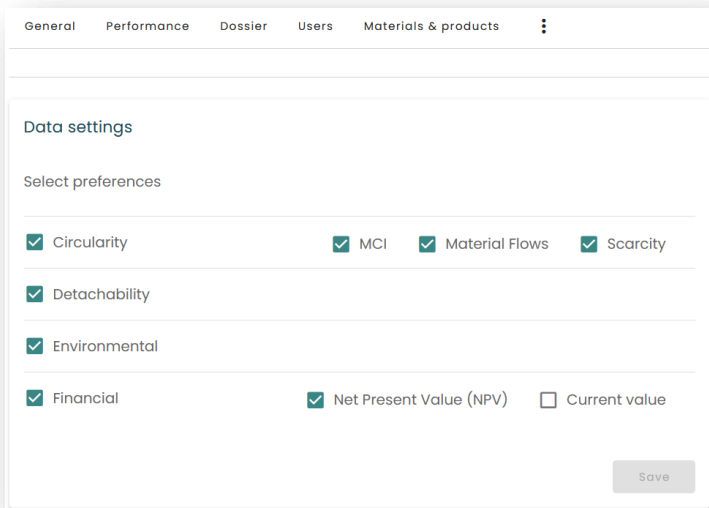 General Performance Dossier Users Materials & products
Data settings
Select preferences
Circularity MCI Material Flows Scarcity
Detachability
Environmental
Financial Net Present Value (NPV) Current value
Save